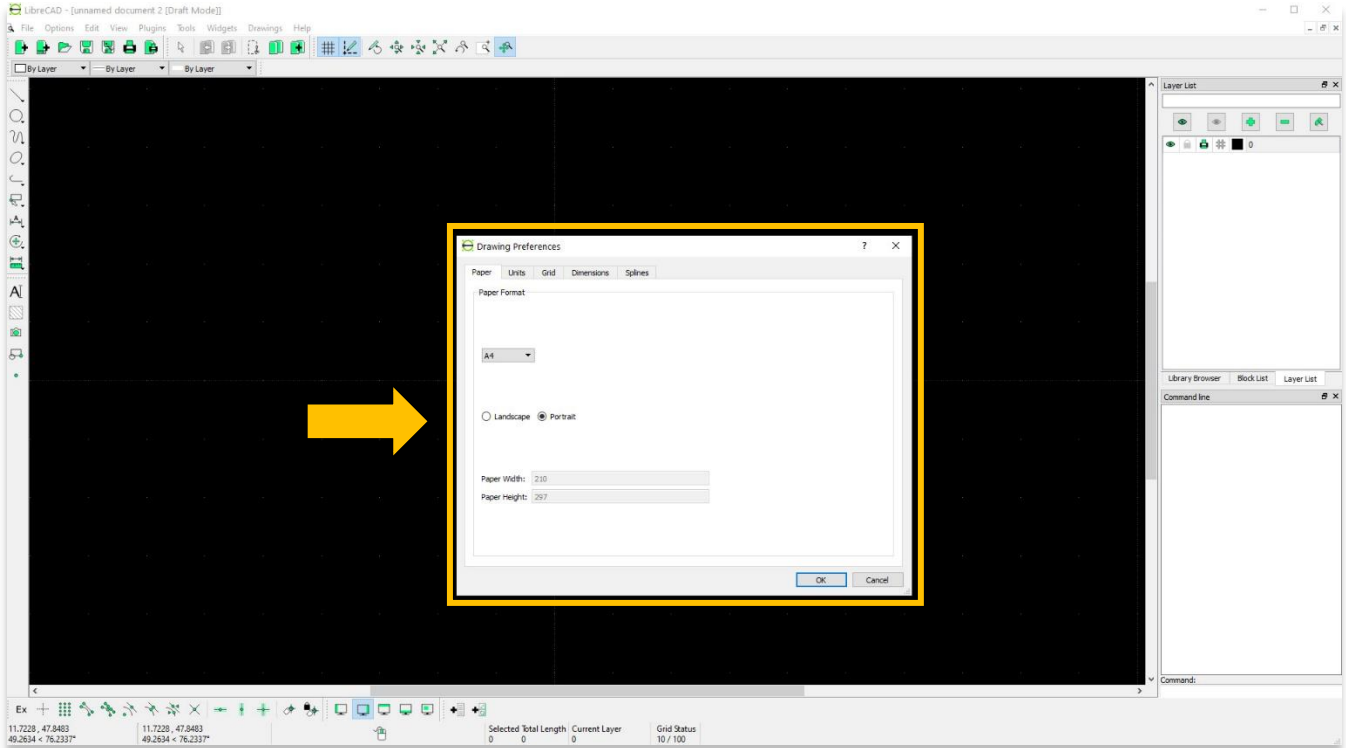 LibreCAD - [unnamed document 2 [Draft Mode]]
File Options Edit View Plugins Tools Widgets Drawings Help
By Layer By Layer By Layer
Layer List
0
Drawing Preferences ?
Paper Units Grid Dimensions Splines
Paper Format
A4
Landscape Portrait
Paper Width: 210
Paper Height: 297
OK Cancel
Library Browser Block List Layer List
Command line
Command:
A
Ex
11.7228 , 47.8483 11.7228 , 47.8483 Selected Total Length Current Layer Grid Status
49.2634 < 76.2337° 49.2634 < 76.2337° 0 0 0 10 / 100